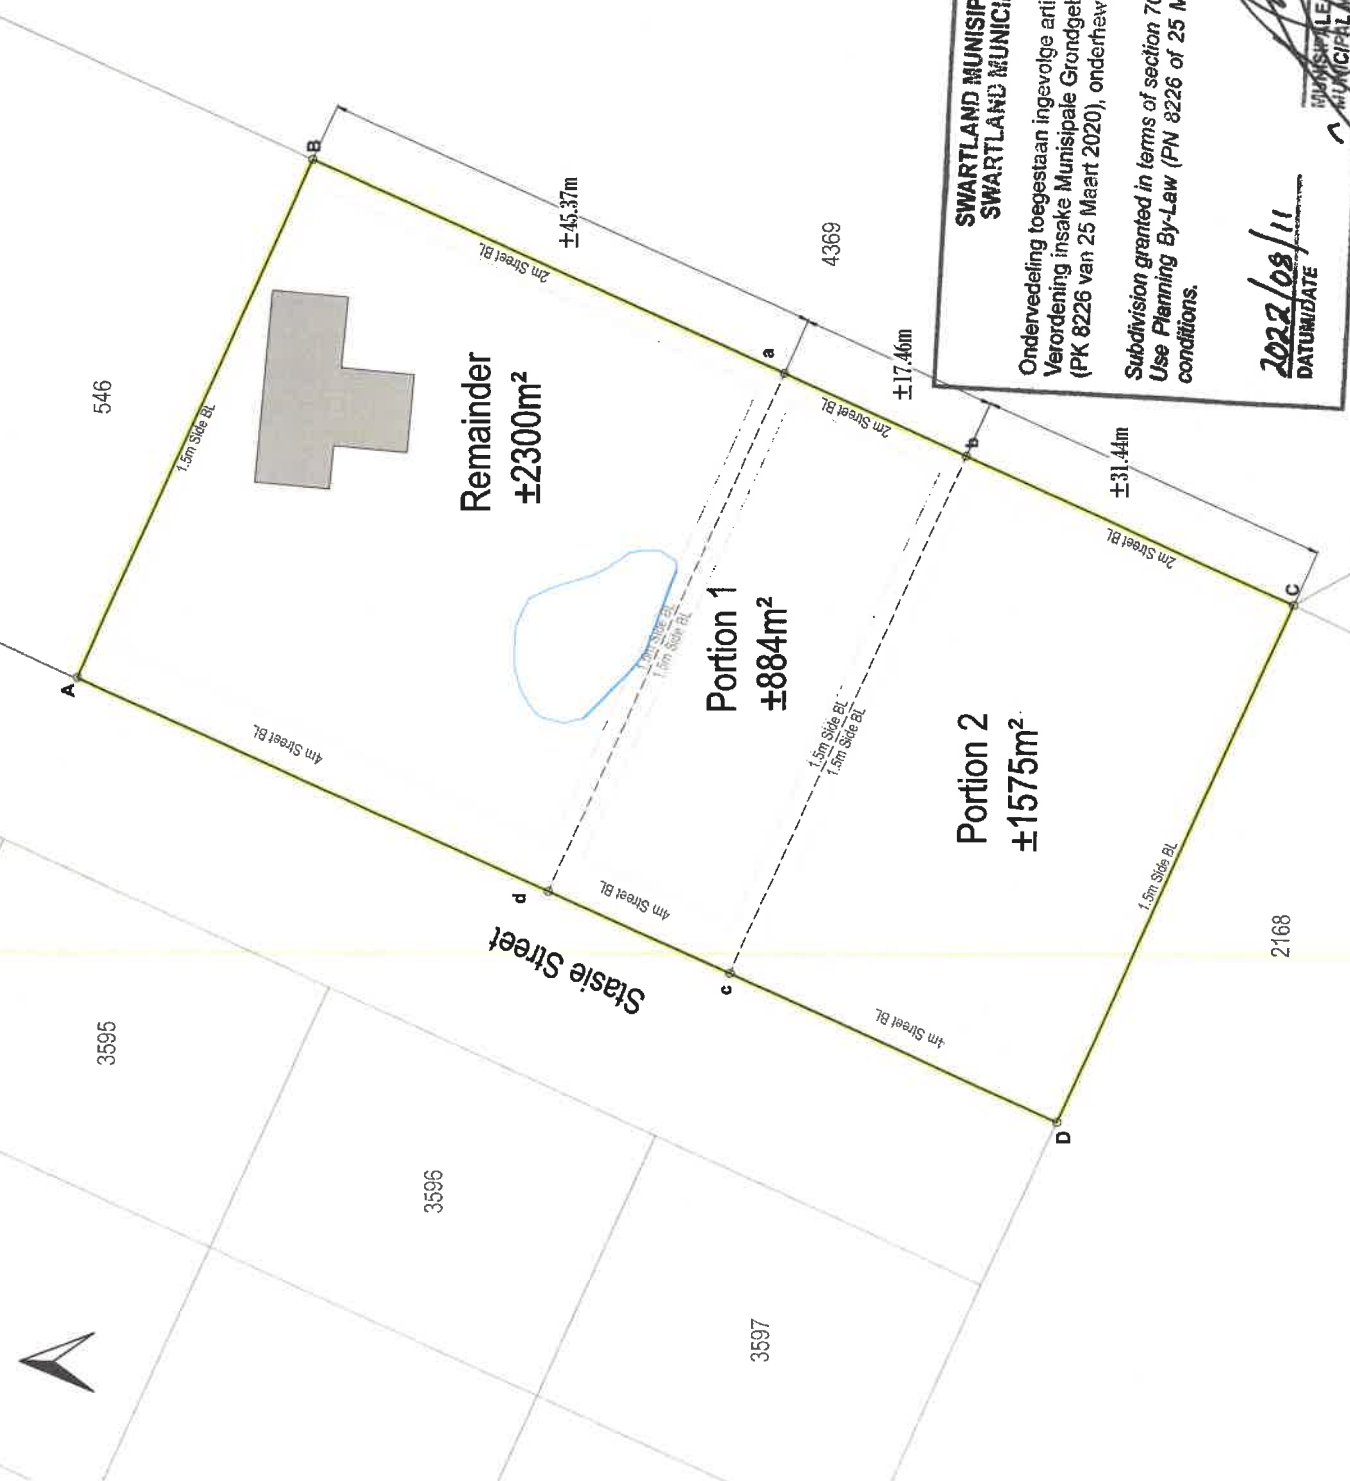 546
B
A
1.5m Side BL
2m Street BL
±45.37m
4369
Remainder
±2300m²
4m Street BL
a
±17.46m
2m Street BL
1.5m Side BL
1.5m Side BL
Portion 1
±884m²
d
4m Street BL
b
±31.44m
2m Street BL
1.5m Side BL
1.5m Side BL
Portion 2
±1575m²
c
4m Street BL
C
1.5m Side BL
D
2168
Stasie Street
3595
3596
3597
SWARTLAND MUNISIP
SWARTLAND MUNICI
Ondervedeling toegestaan ingevolge arti
Verordening insake Munisipale Grondgeb
(PK 8226 van 25 Maart 2020), onderhew
Subdivision granted in terms of section 70
Use Planning By-Law (PN 8226 of 25 M
conditions.
2022/08/11
DATUM/DATE
MUNISIPALE
MUNICIPAL M